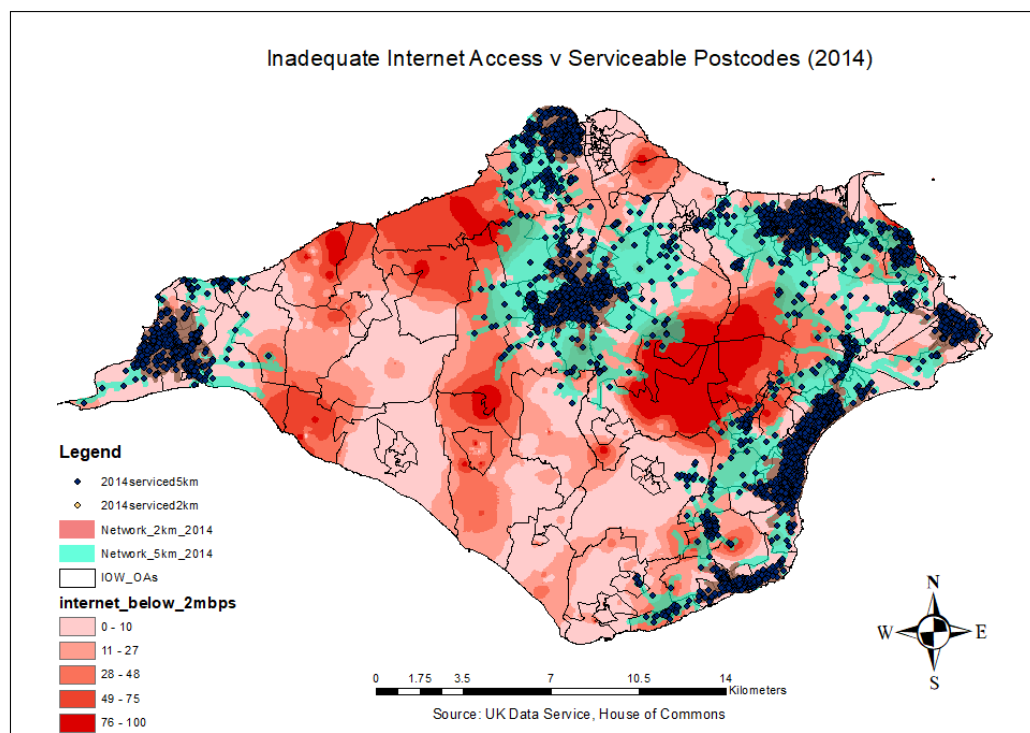 Inadequate Internet Access v Serviceable Postcodes (2014)
Legend
2014serviced5km
2014serviced2km
Network_2km_2014
Network_5km_2014
IOW_OAs
internet_below_2mbps
0 - 10
11 - 27
28 - 48
49 - 75
76 - 100
0 1.75 3.5 7 10.5 14
Kilometers
Source: UK Data Service, House of Commons
N
W E
S